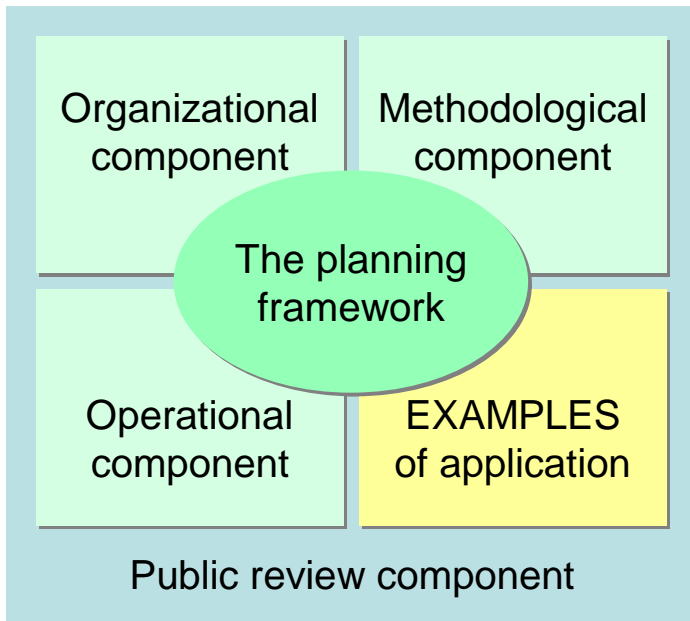 Organizational
component
Methodological
component
The planning
framework
Operational
component
EXAMPLES
of application
Public review component